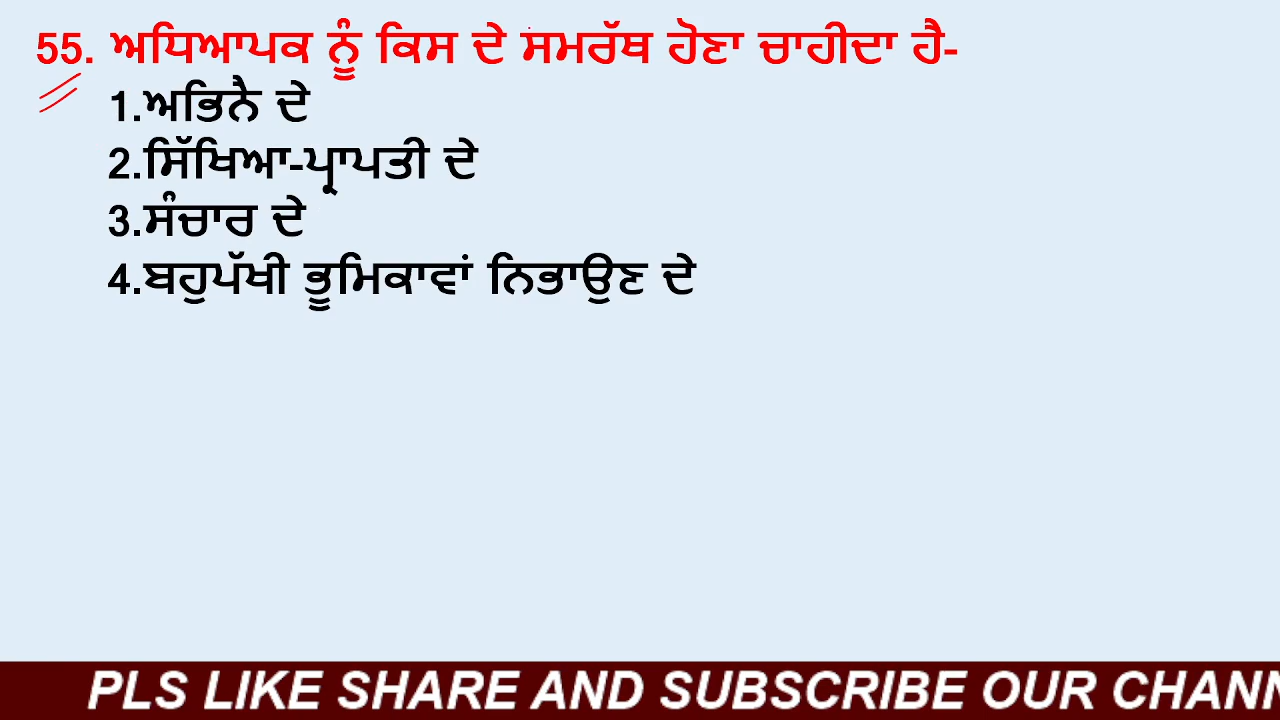 55. ਅਧਿਆਪਕ ਨੂੰ ਕਿਸ ਦੇ ਸਮਰੱਥ ਹੋਣਾ ਚਾਹੀਦਾ ਹੈ-
1.ਅਭਿਨੈ ਦੇ
2.ਸਿੱਖਿਆ-ਪ੍ਰਾਪਤੀ ਦੇ
3.ਸੰਚਾਰ ਦੇ
4.ਬਹੁਪੱਖੀ ਭੂਮਿਕਾਵਾਂ ਨਿਭਾਉਣ ਦੇ
PLS LIKE SHARE AND SUBSCRIBE OUR CHANN